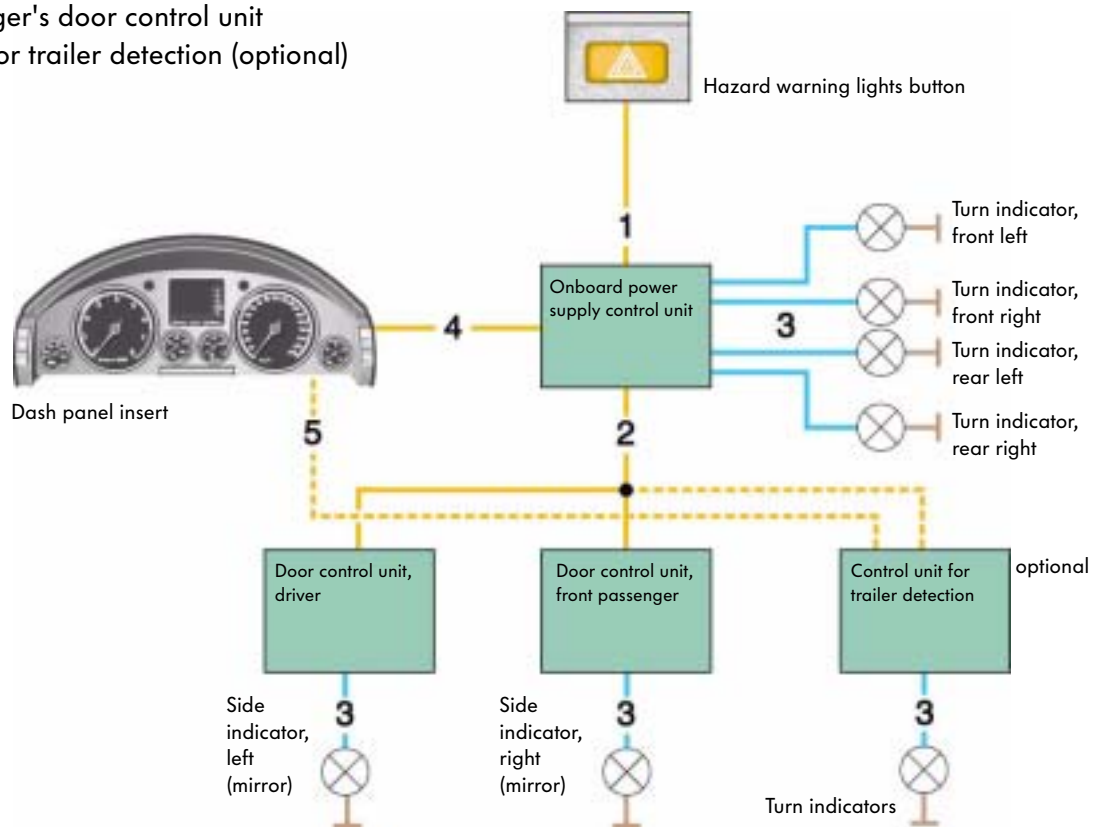 ger's door control unit
or trailer detection (optional)
Hazard warning lights button
1
Turn indicator,
front left
Onboard power
supply control unit
Turn indicator,
front right
4
3
Turn indicator,
rear left
Dash panel insert
5
2
Turn indicator,
rear right
Door control unit,
driver
Door control unit,
front passenger
Control unit for
trailer detection
optional
Side
indicator,
left
(mirror)
3
Side
indicator,
right
(mirror)
3
3
Turn indicators